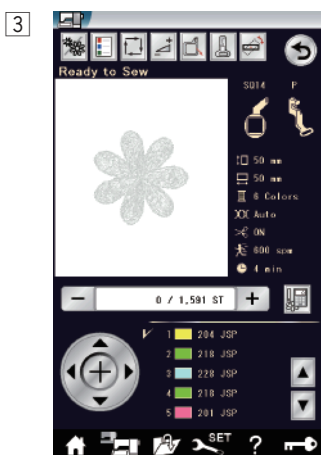 3
Ready to Sew
SQ14 P
50 mm
50 mm
6 Colors
Auto
ON
600 spm
4 min
− 0 / 1,591 ST +
1 204 JSP
2 218 JSP
3 228 JSP
4 218 JSP
5 201 JSP
SET ?